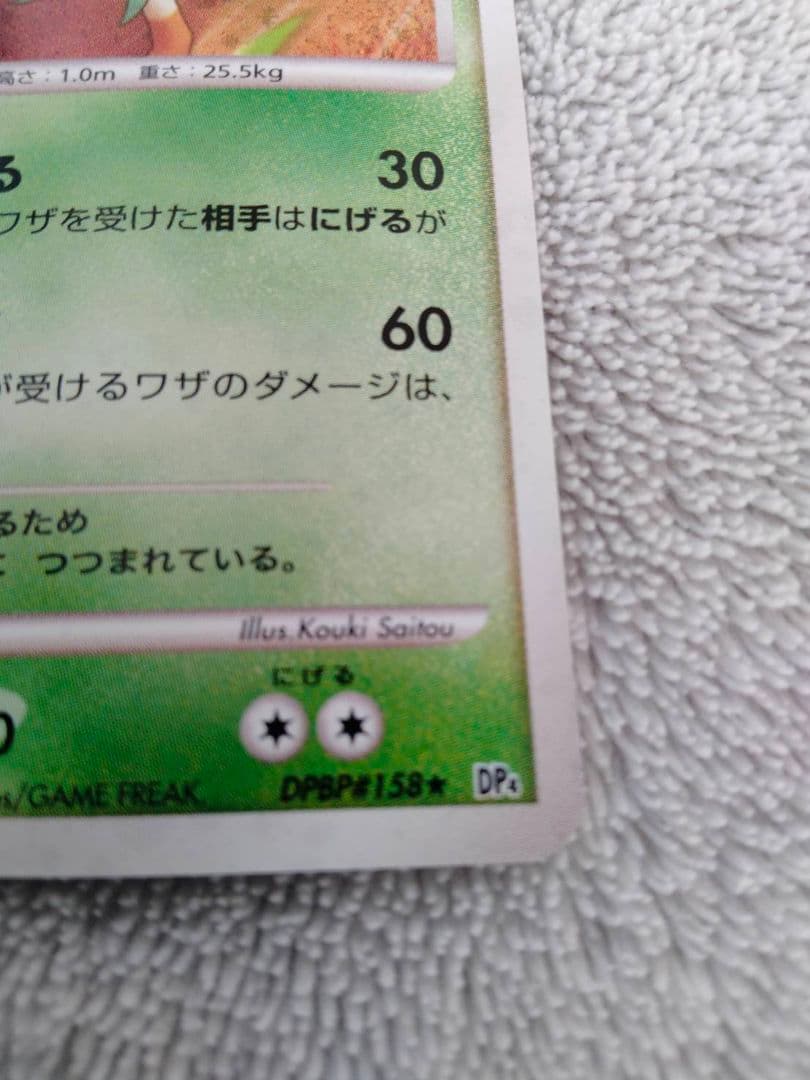 高さ：1.0m 重さ：25.5kg
る 30
ワザを受けた相手はにげるが
60
が受けるワザのダメージは、
るため
つつまれている。
Illus. Kouki Saitou
にげる
0
/GAME FREAK
DPBP#158★ DP4